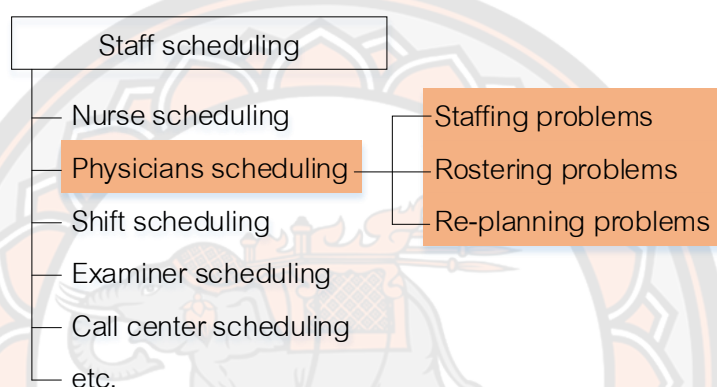 Staff scheduling
Nurse scheduling
Physicians scheduling
Shift scheduling
Examiner scheduling
Call center scheduling
etc.
Staffing problems
Rostering problems
Re-planning problems